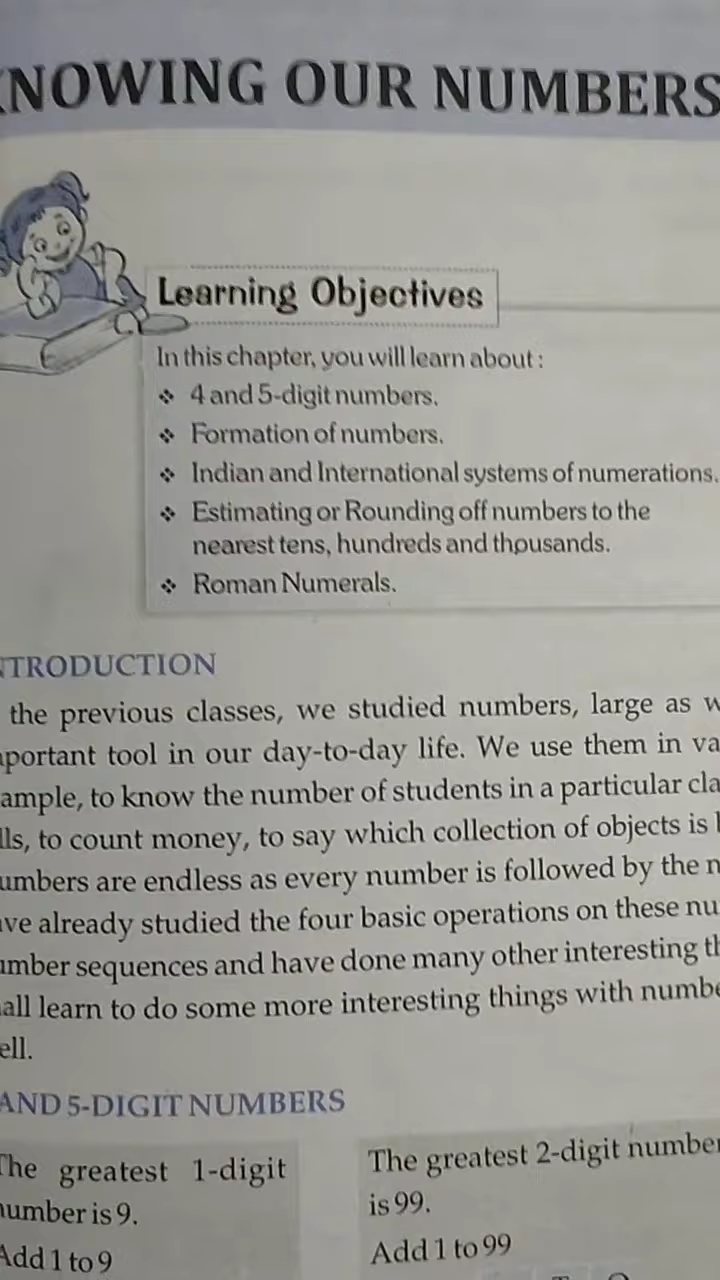 KNOWING OUR NUMBERS
Learning Objectives
In this chapter, you will learn about :
❖ 4 and 5-digit numbers.
❖ Formation of numbers.
❖ Indian and International systems of numerations.
❖ Estimating or Rounding off numbers to the
nearest tens, hundreds and thousands.
❖ Roman Numerals.
NTRODUCTION
the previous classes, we studied numbers, large as w
portant tool in our day-to-day life. We use them in va
ample, to know the number of students in a particular cla
lls, to count money, to say which collection of objects is
umbers are endless as every number is followed by the n
ve already studied the four basic operations on these nu
umber sequences and have done many other interesting th
all learn to do some more interesting things with numbe
ell.
AND 5-DIGIT NUMBERS
The greatest 1-digit
number is 9.
Add 1 to 9
The greatest 2-digit number
is 99.
Add 1 to 99